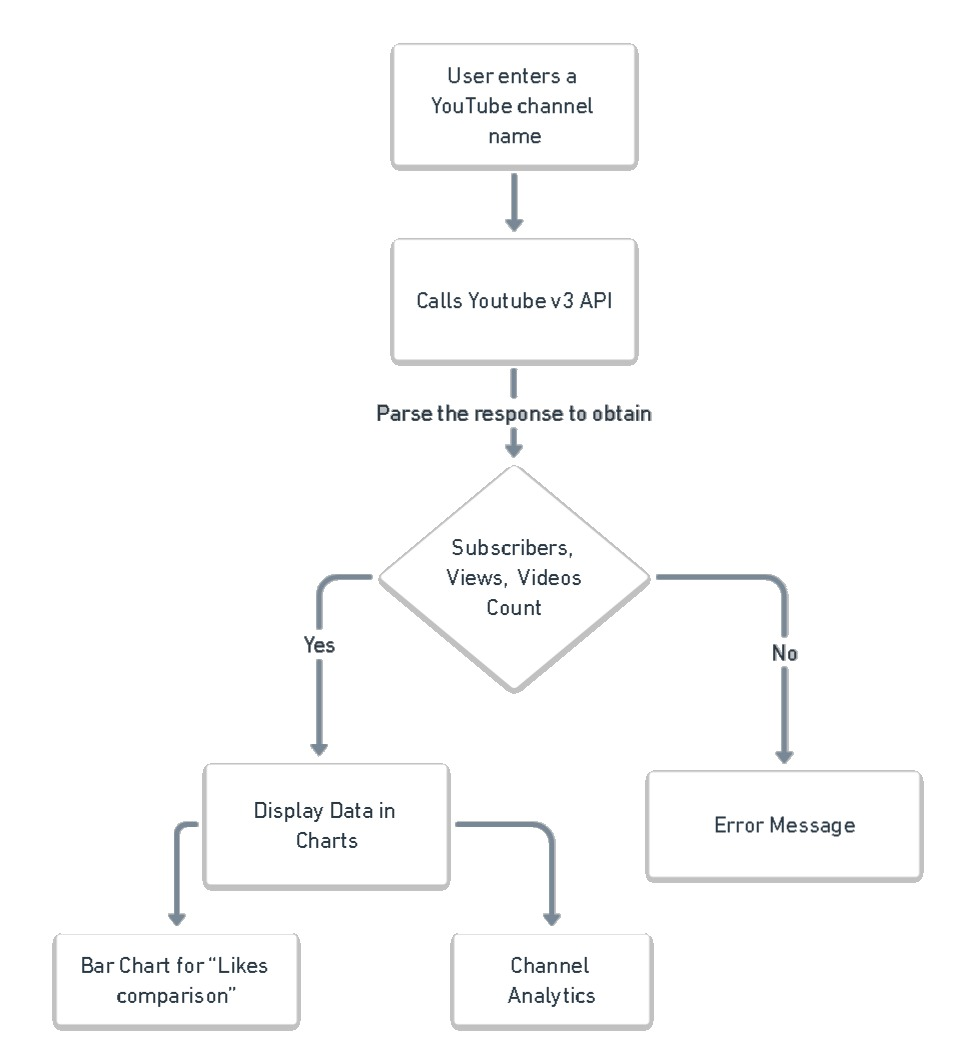 User enters a
YouTube channel
name
Calls Youtube v3 API
Parse the response to obtain
Subscribers,
Views, Videos
Count
Yes
No
Display Data in
Charts
Error Message
Bar Chart for “Likes
comparison”
Channel
Analytics